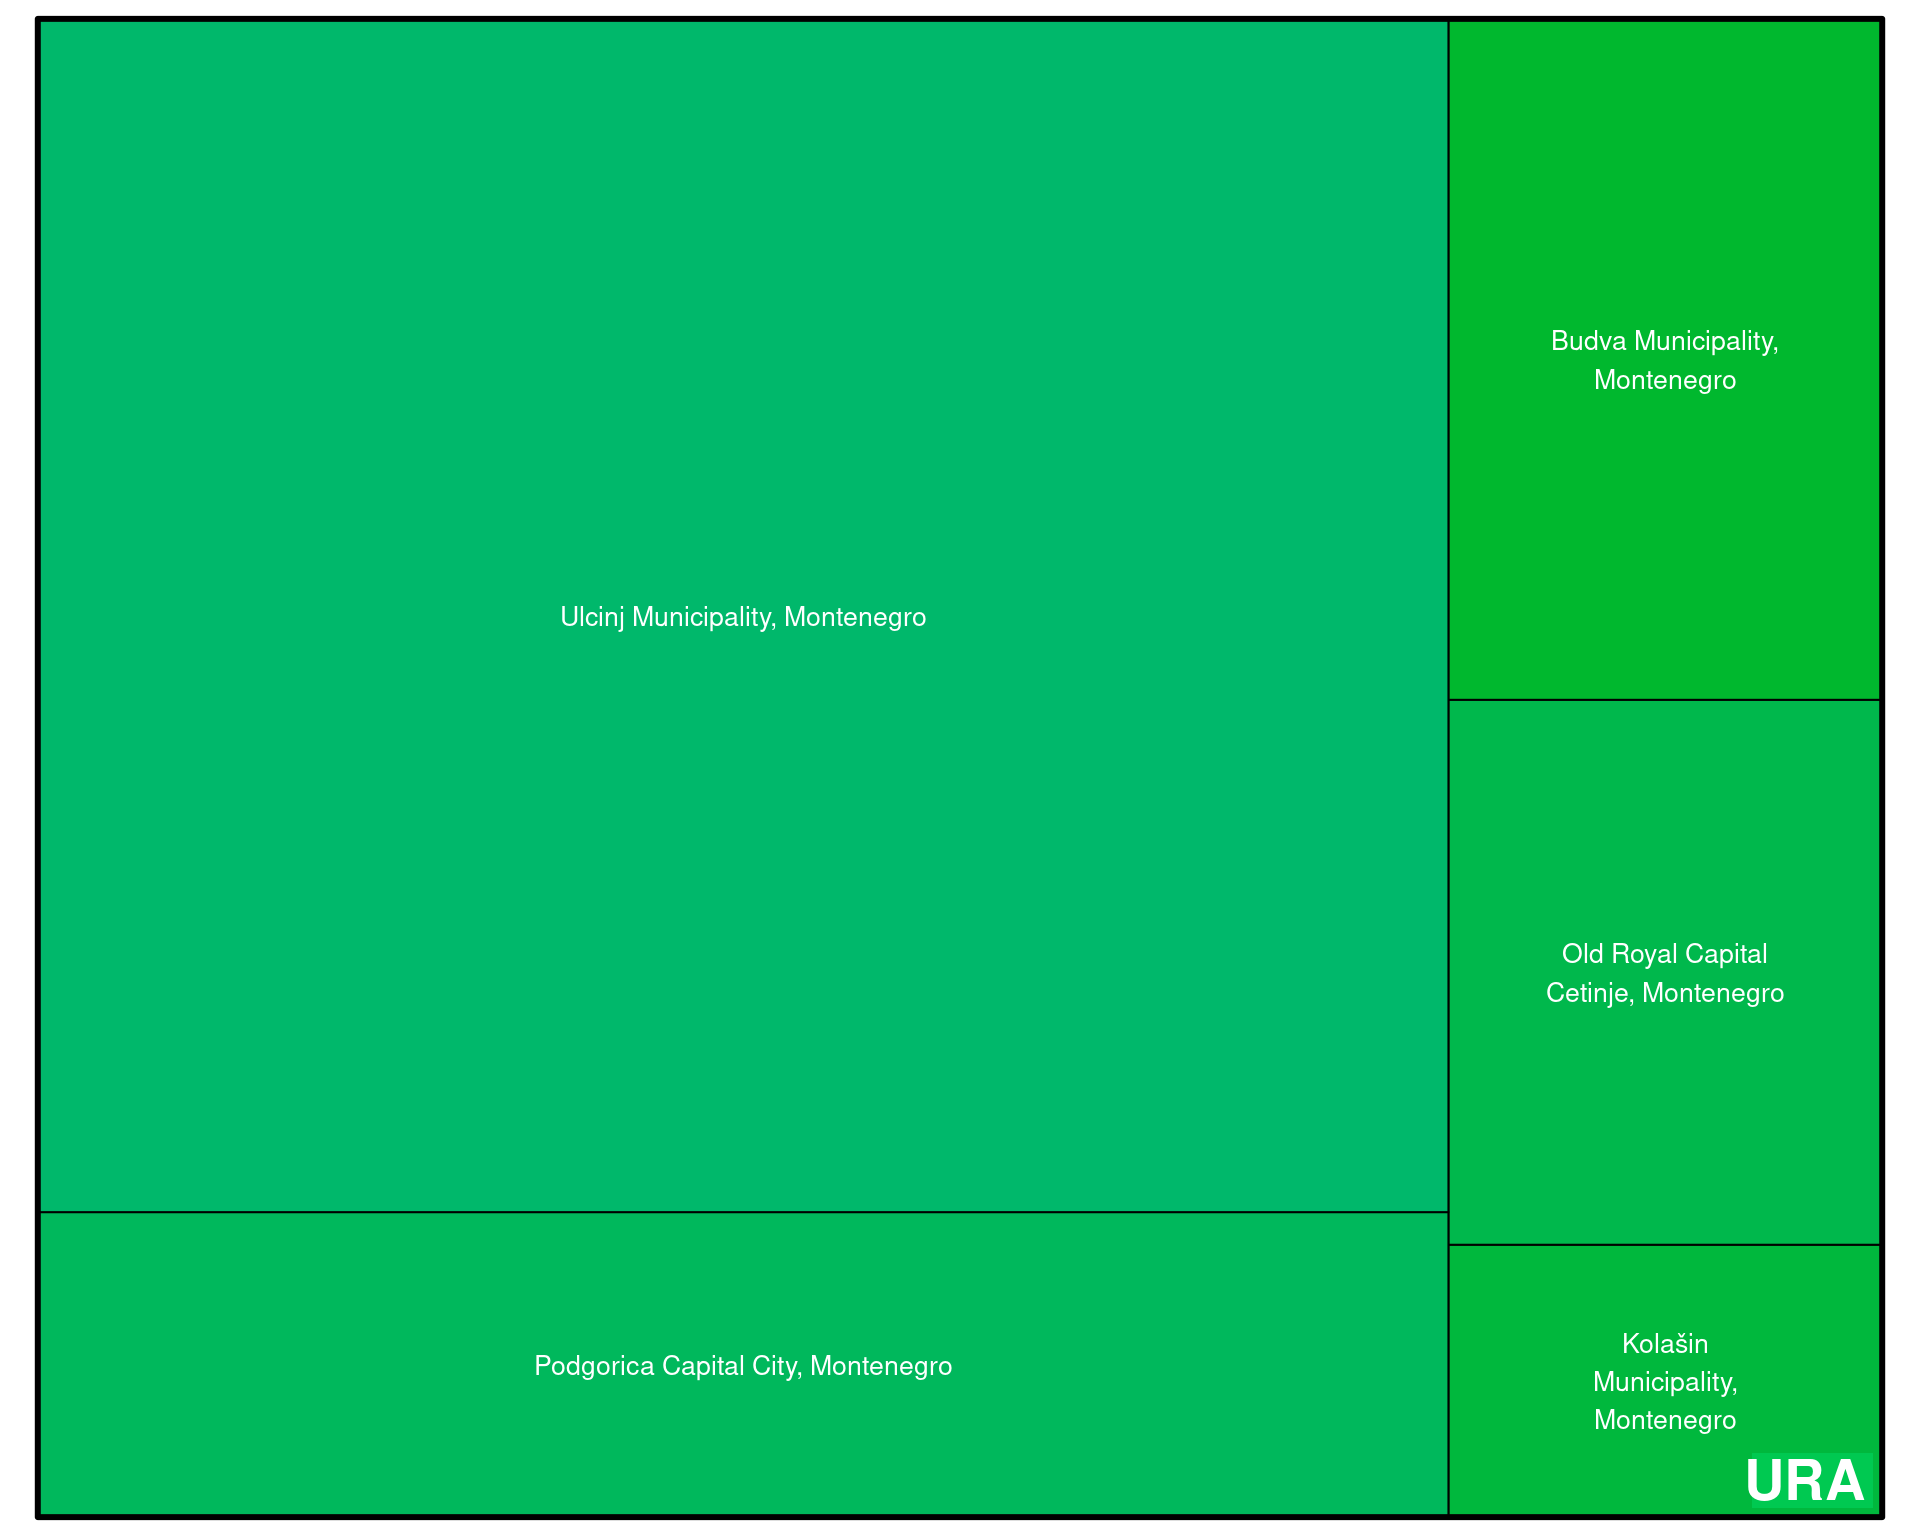 Ulcinj Municipality, Montenegro
Podgorica Capital City, Montenegro
Budva Municipality,
Montenegro
Old Royal Capital
Cetinje, Montenegro
Kolašin
Municipality,
Montenegro
URA